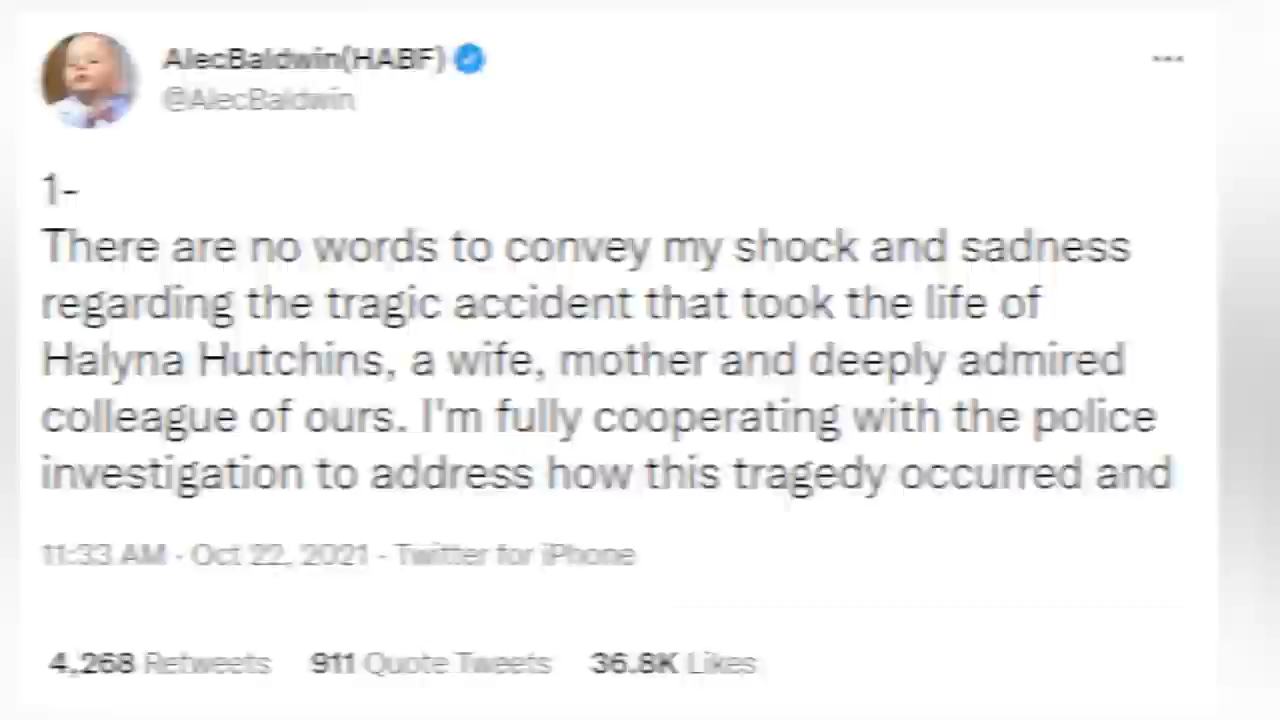 AlecBaldwin(HABF)
@AlecBaldwin
1-
There are no words to convey my shock and sadness
regarding the tragic accident that took the life of
Halyna Hutchins, a wife, mother and deeply admired
colleague of ours. I'm fully cooperating with the police
investigation to address how this tragedy occurred and
11:33 AM · Oct 22, 2021 · Twitter for iPhone
4,268 Retweets 911 Quote Tweets 36.8K Likes